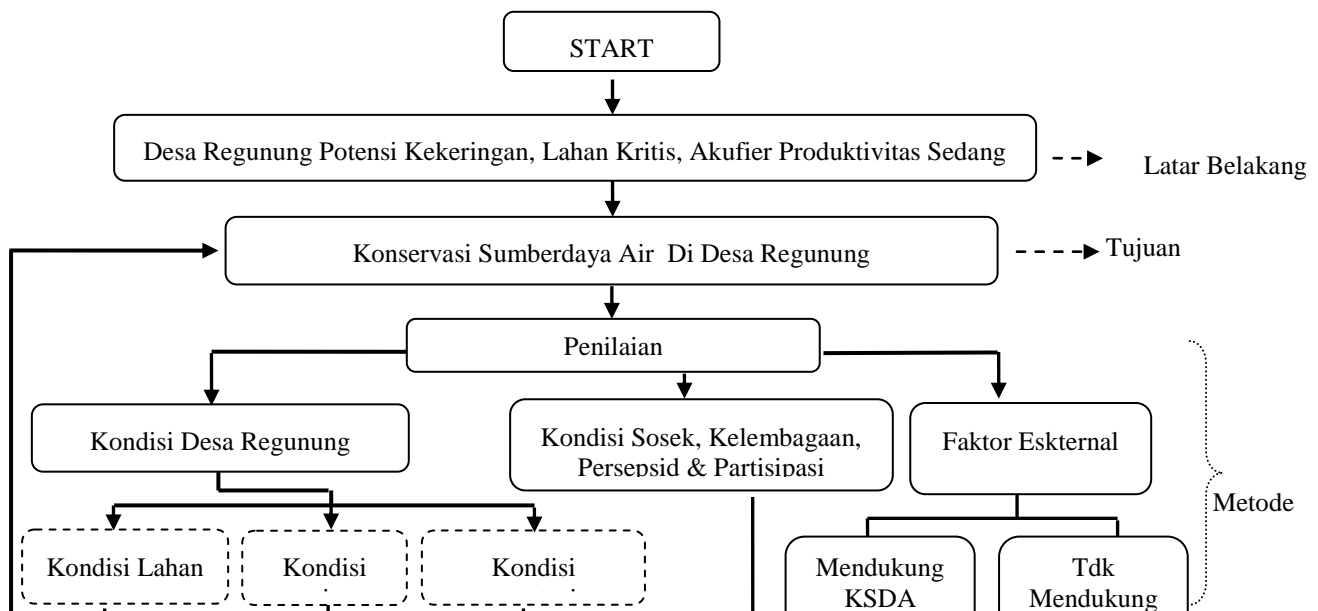 START
Desa Regunung Potensi Kekeringan, Lahan Kritis, Akufier Produktivitas Sedang
Latar Belakang
Konservasi Sumberdaya Air Di Desa Regunung
Tujuan
Penilaian
Kondisi Desa Regunung
Kondisi Sosek, Kelembagaan,
Persepsid & Partisipasi
Faktor Eskternal
Metode
Kondisi Lahan
Kondisi
Kondisi
Mendukung
KSDA
Tdk
Mendukung